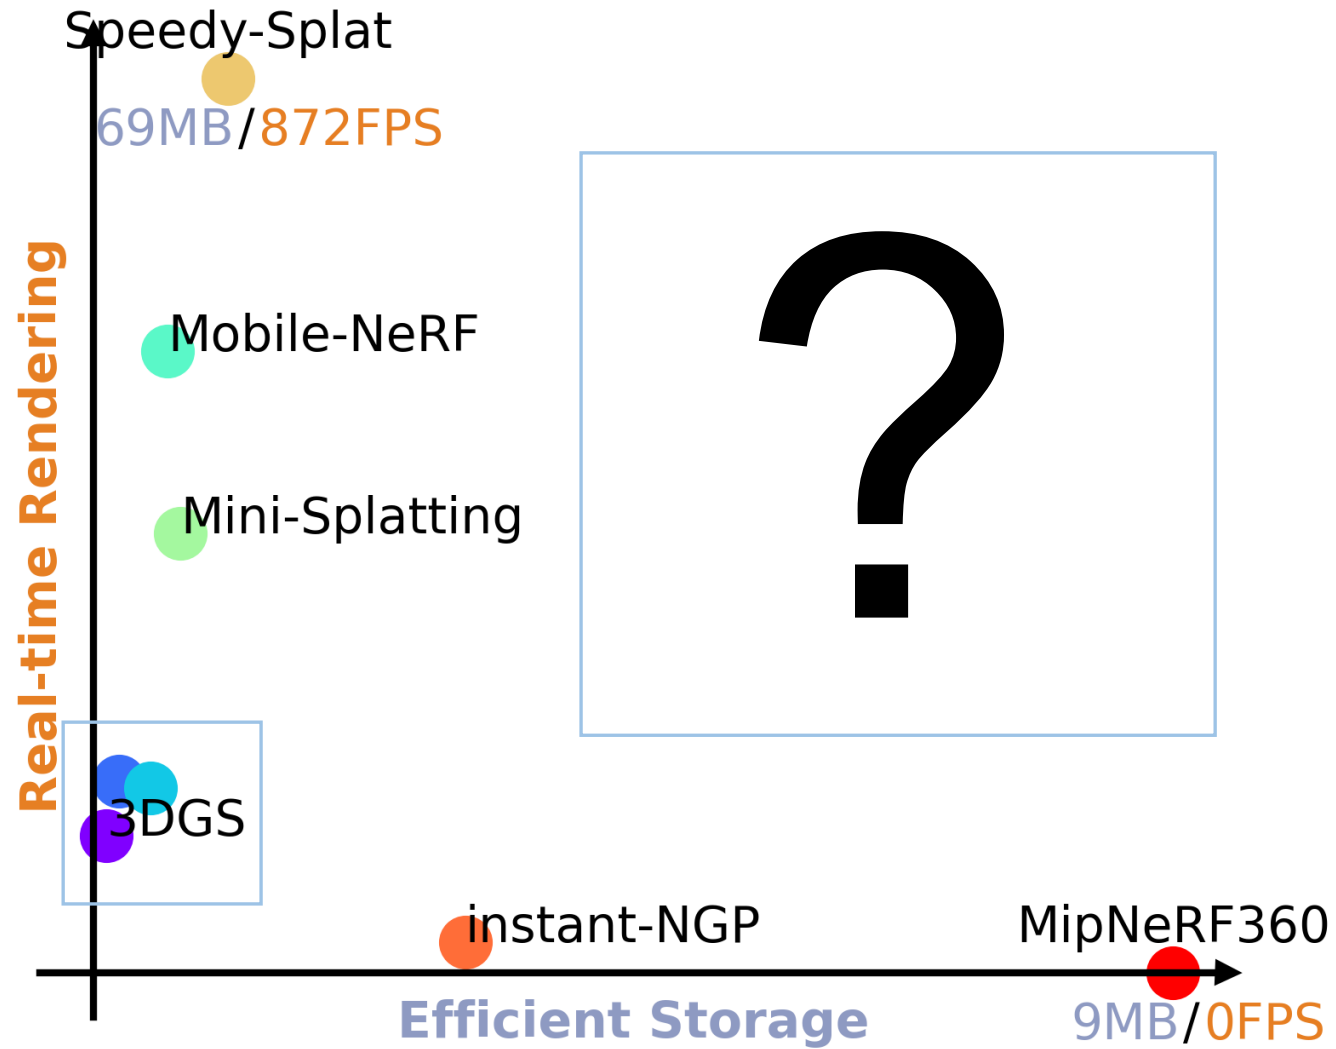 Speedy-Splat
69MB/872FPS
Real-time Rendering
?
Mobile-NeRF
Mini-Splatting
3DGS
instant-NGP
MipNeRF360
Efficient Storage
9MB/0FPS